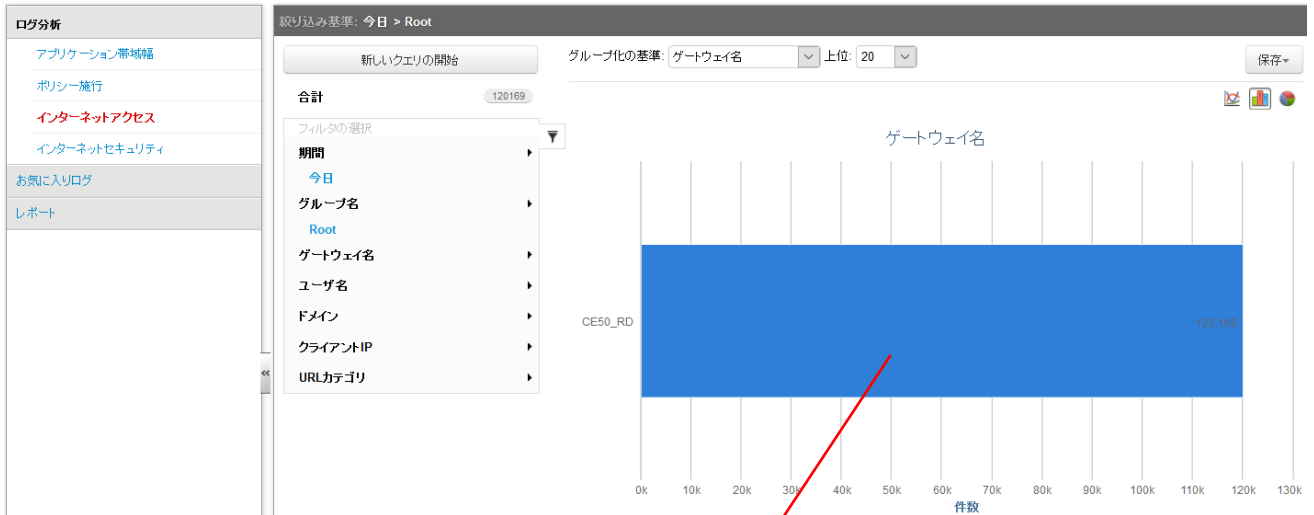 ログ分析
アプリケーション帯域幅
ポリシー施行
インターネットアクセス
インターネットセキュリティ
お気に入りログ
レポート
絞り込み基準: 今日 > Root
新しいクエリの開始
合計 120169
フィルタの選択
期間
今日
グループ名
Root
ゲートウェイ名
ユーザ名
ドメイン
クライアントIP
URLカテゴリ
«
グループ化の基準: ゲートウェイ名 上位: 20
保存
ゲートウェイ名
CE50_RD
120,169
0k 10k 20k 30k 40k 50k 60k 70k 80k 90k 100k 110k 120k 130k
件数